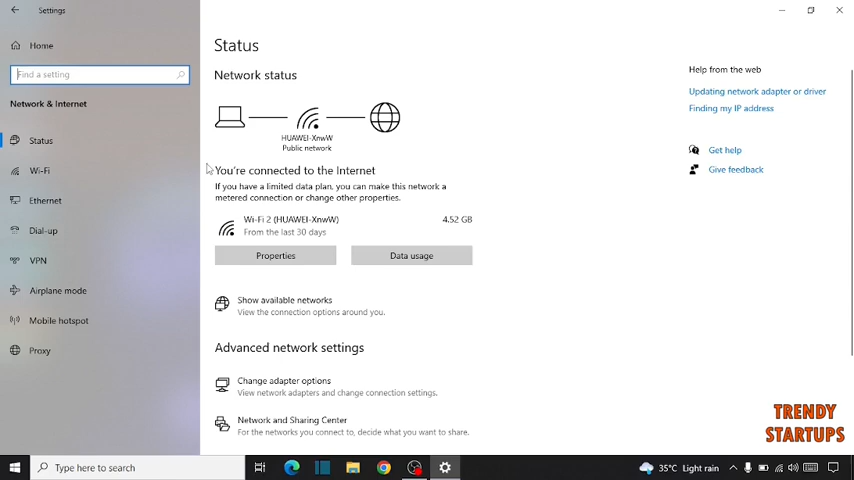 Settings
Home
Find a setting
Network & Internet
Status
Wi-Fi
Ethernet
Dial-up
VPN
Airplane mode
Mobile hotspot
Proxy
Status
Network status
HUAWEI-XnwW
Public network
You're connected to the Internet
If you have a limited data plan, you can make this network a
metered connection or change other properties.
Wi-Fi 2 (HUAWEI-XnwW)
4.52 GB
From the last 30 days
Properties
Data usage
Show available networks
View the connection options around you.
Advanced network settings
Change adapter options
View network adapters and change connection settings.
Network and Sharing Center
For the networks you connect to, decide what you want to share.
Help from the web
Updating network adapter or driver
Finding my IP address
Get help
Give feedback
TRENDY
STARTUPS
Type here to search
35°C Light rain